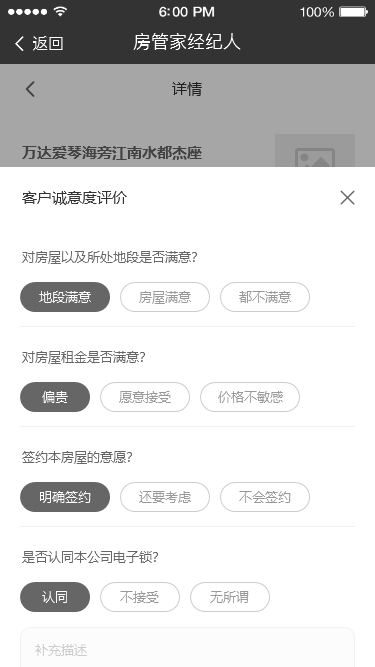 6:00 PM
100%
返回
房管家经纪人
详情
万达爱琴海旁江南水都杰座
客户诚意度评价
对房屋以及所处地段是否满意?
地段满意
房屋满意
都不满意
对房屋租金是否满意?
偏贵
愿意接受
价格不敏感
签约本房屋的意愿?
明确签约
还要考虑
不会签约
是否认同本公司电子锁?
认同
不接受
无所谓
补充描述